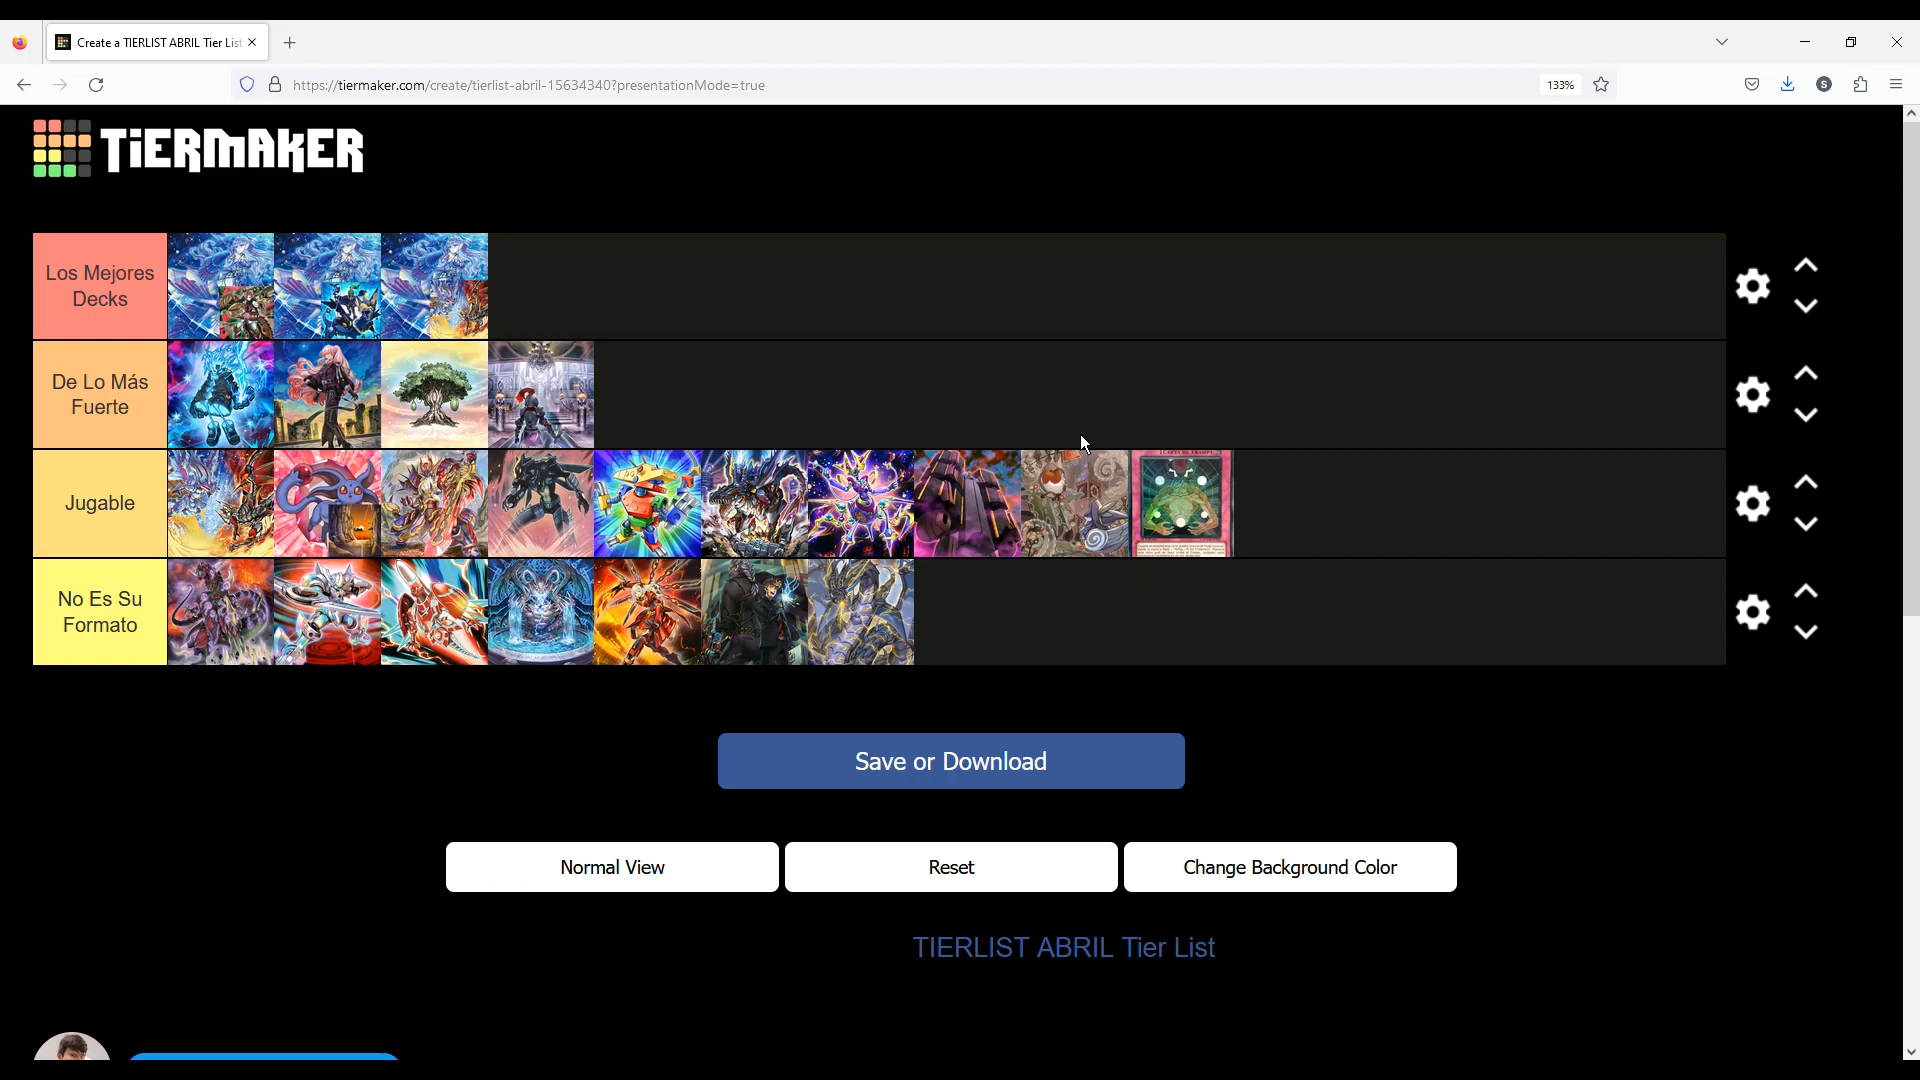 Create a TIERLIST ABRIL Tier List
https://tiermaker.com/create/tierlist-abril-15634340?presentationMode=true
133%
S
TiERMAKER
Los Mejores
Decks
De Lo Más
Fuerte
Jugable
No Es Su
Formato
Save or Download
Normal View
Reset
Change Background Color
TIERLIST ABRIL Tier List